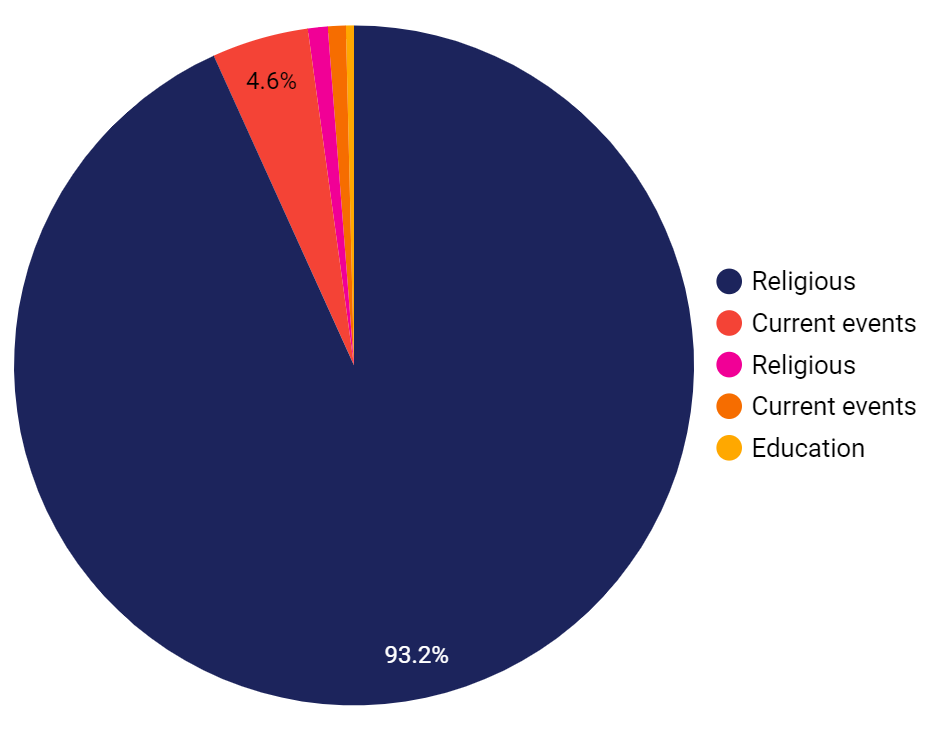 4.6%
Religious
Current events
Religious
Current events
Education
93.2%